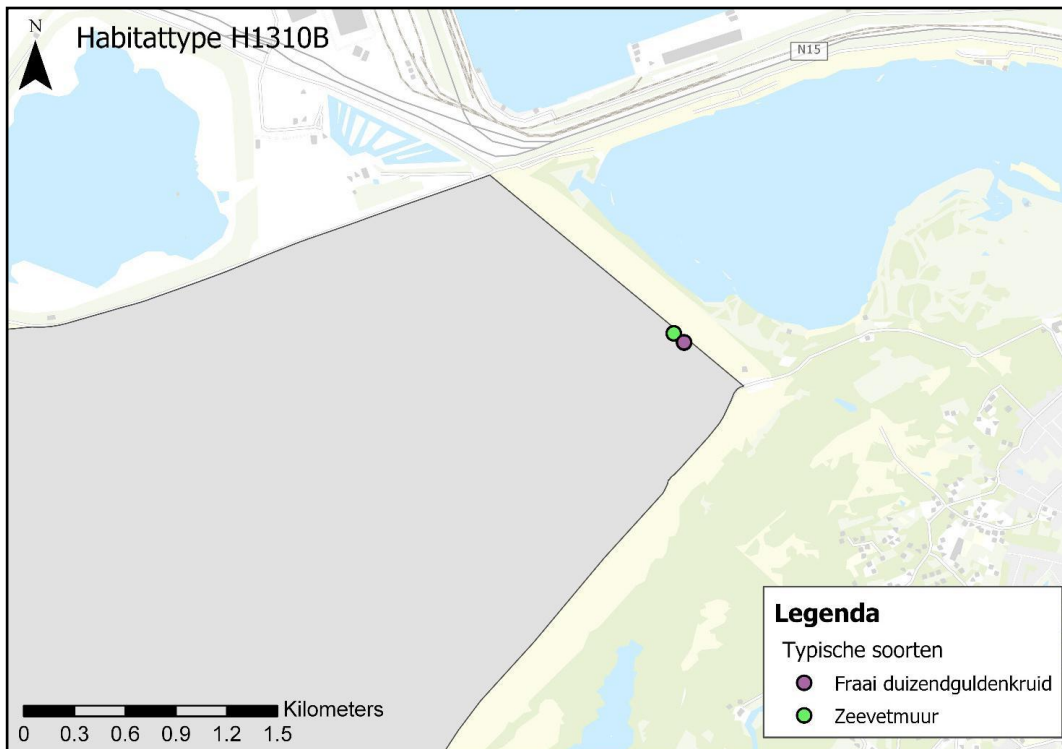 N
Habitattype H1310B
N15
Legenda
Typische soorten
Fraai duizendguldenkruid
Zeevetmuur
Kilometers
0 0.3 0.6 0.9 1.2 1.5